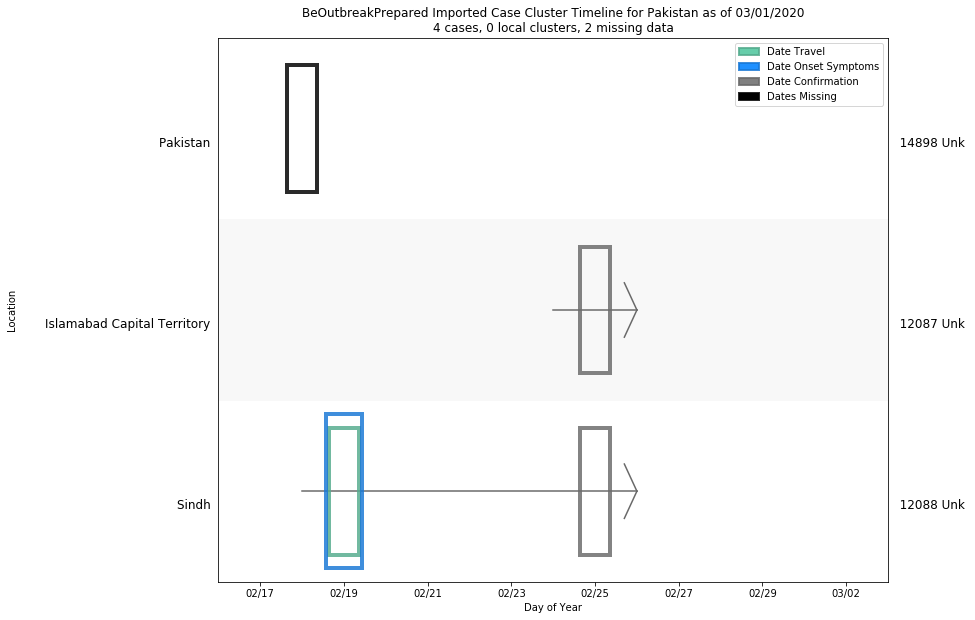 BeOutbreakPrepared Imported Case Cluster Timeline for Pakistan as of 03/01/2020
4 cases, 0 local clusters, 2 missing data
Date Travel
Date Onset Symptoms
Date Confirmation
Dates Missing
Pakistan
14898 Unk
Location
Islamabad Capital Territory
12087 Unk
Sindh
12088 Unk
02/17 02/19 02/21 02/23 02/25 02/27 02/29 03/02
Day of Year